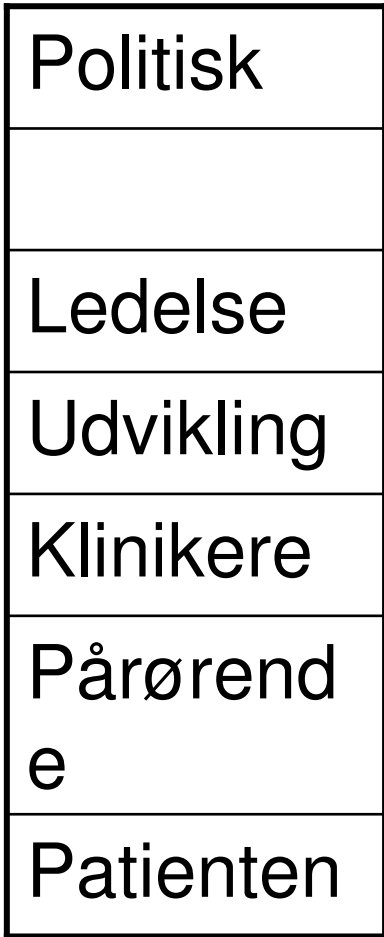 Politisk
Ledelse
Udvikling
Klinikere
Pårørend
e
Patienten